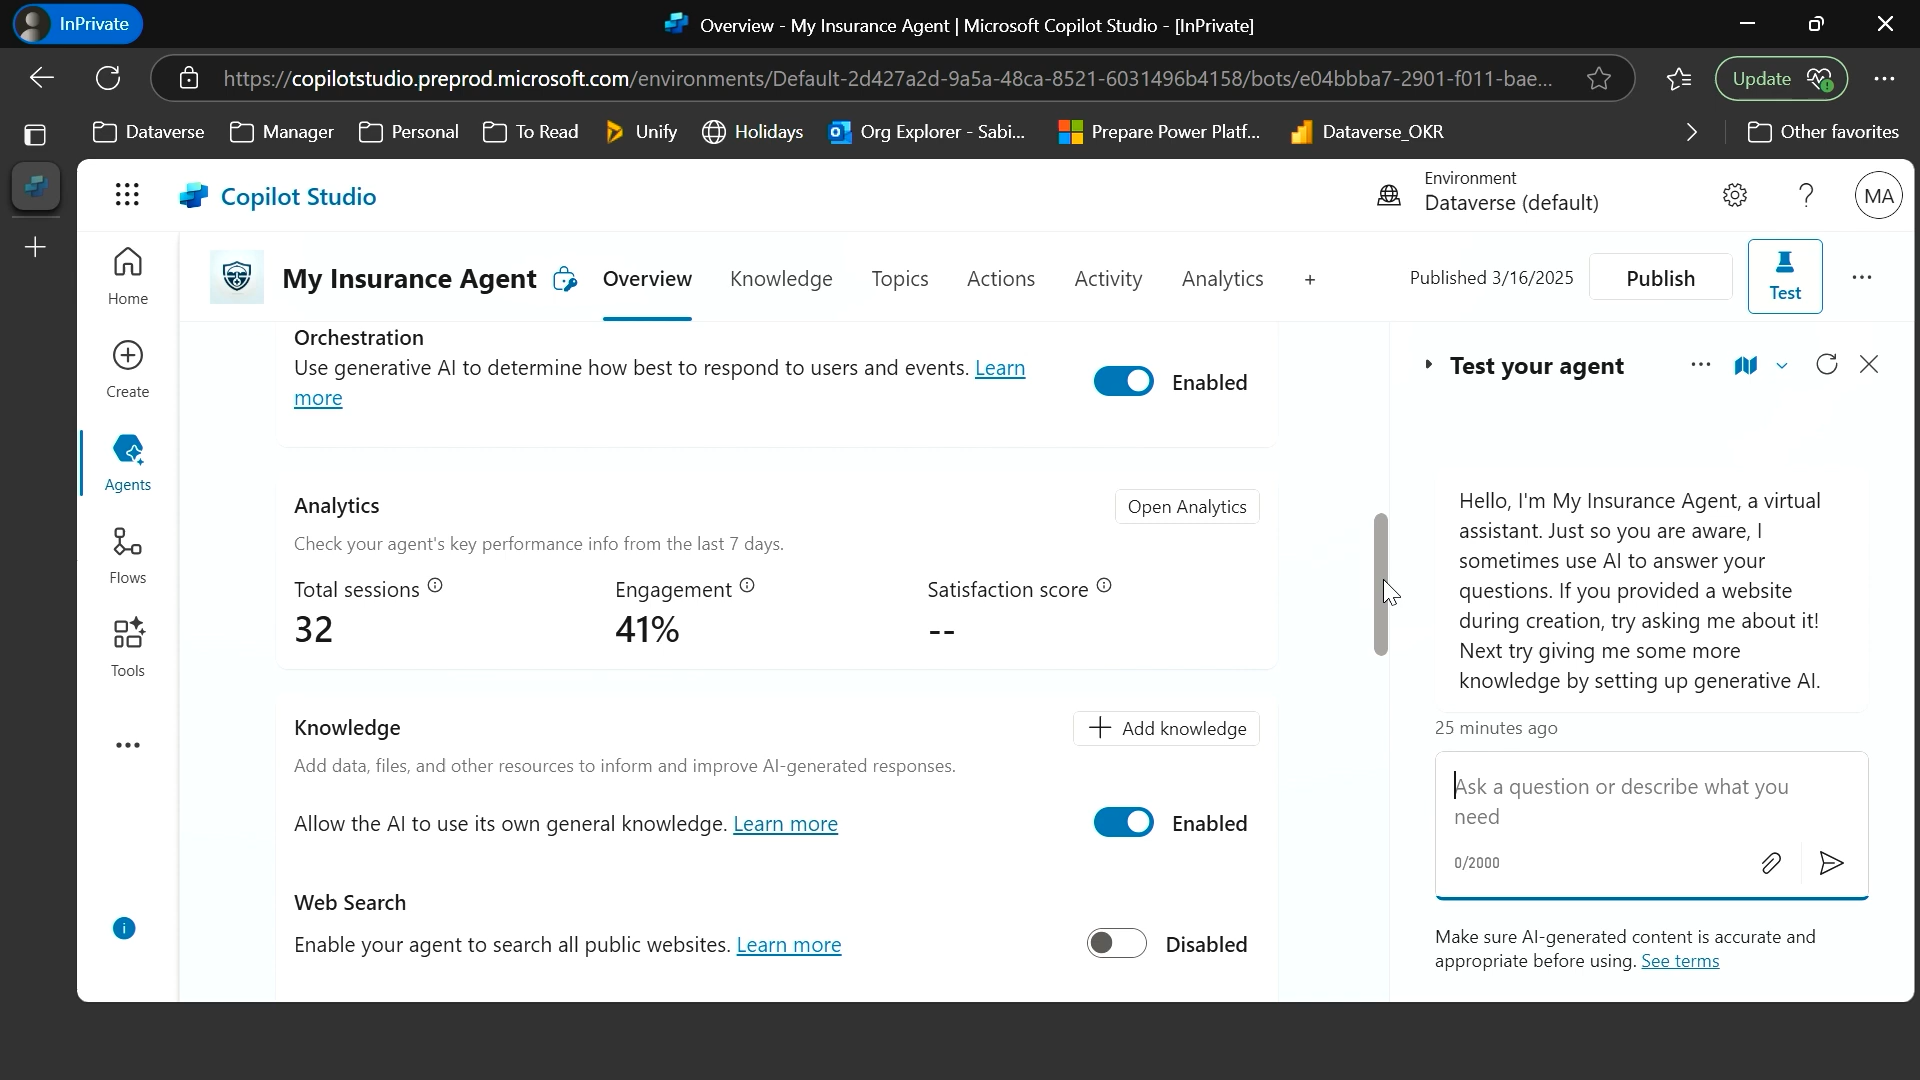 InPrivate
Overview - My Insurance Agent | Microsoft Copilot Studio - [InPrivate]
https://copilotstudio.preprod.microsoft.com/environments/Default-2d427a2d-9a5a-48ca-8521-6031496b4158/bots/e04bbba7-2901-f011-bae...
Update
Dataverse
Manager
Personal
To Read
Unify
Holidays
Org Explorer - Sabi...
Prepare Power Platf...
Dataverse_OKR
Other favorites
Copilot Studio
Environment
Dataverse (default)
?
MA
Home
Create
Agents
Flows
Tools
My Insurance Agent
Overview
Knowledge
Topics
Actions
Activity
Analytics
Published 3/16/2025
Publish
Test
Orchestration
Use generative AI to determine how best to respond to users and events. Learn
more
Enabled
Analytics
Open Analytics
Check your agent's key performance info from the last 7 days.
Total sessions
Engagement
Satisfaction score
32
41%
--
Knowledge
Add knowledge
Add data, files, and other resources to inform and improve AI-generated responses.
Allow the AI to use its own general knowledge. Learn more
Enabled
Web Search
Enable your agent to search all public websites. Learn more
Disabled
Test your agent
Hello, I'm My Insurance Agent, a virtual
assistant. Just so you are aware, I
sometimes use AI to answer your
questions. If you provided a website
during creation, try asking me about it!
Next try giving me some more
knowledge by setting up generative AI.
25 minutes ago
Ask a question or describe what you
need
0/2000
Make sure AI-generated content is accurate and
appropriate before using. See terms